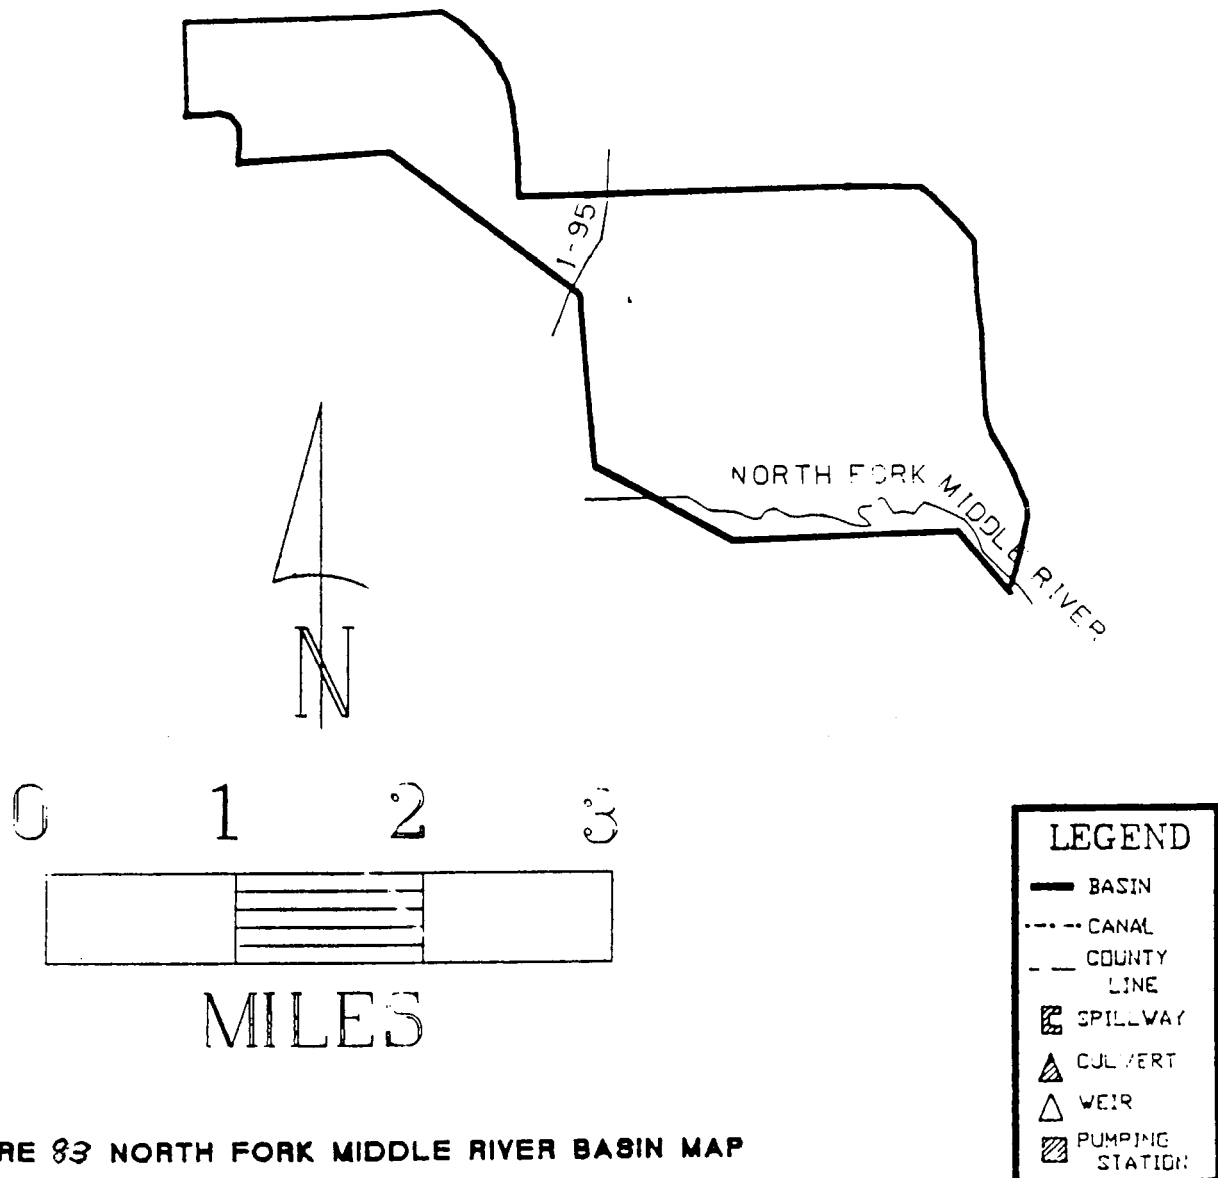 I-95
NORTH FORK MIDDLE RIVER
N
0 1 2 3
MILES
LEGEND
BASIN
CANAL
COUNTY
LINE
SPILLWAY
CULVERT
WEIR
PUMPING
STATION
RE 83 NORTH FORK MIDDLE RIVER BASIN MAP